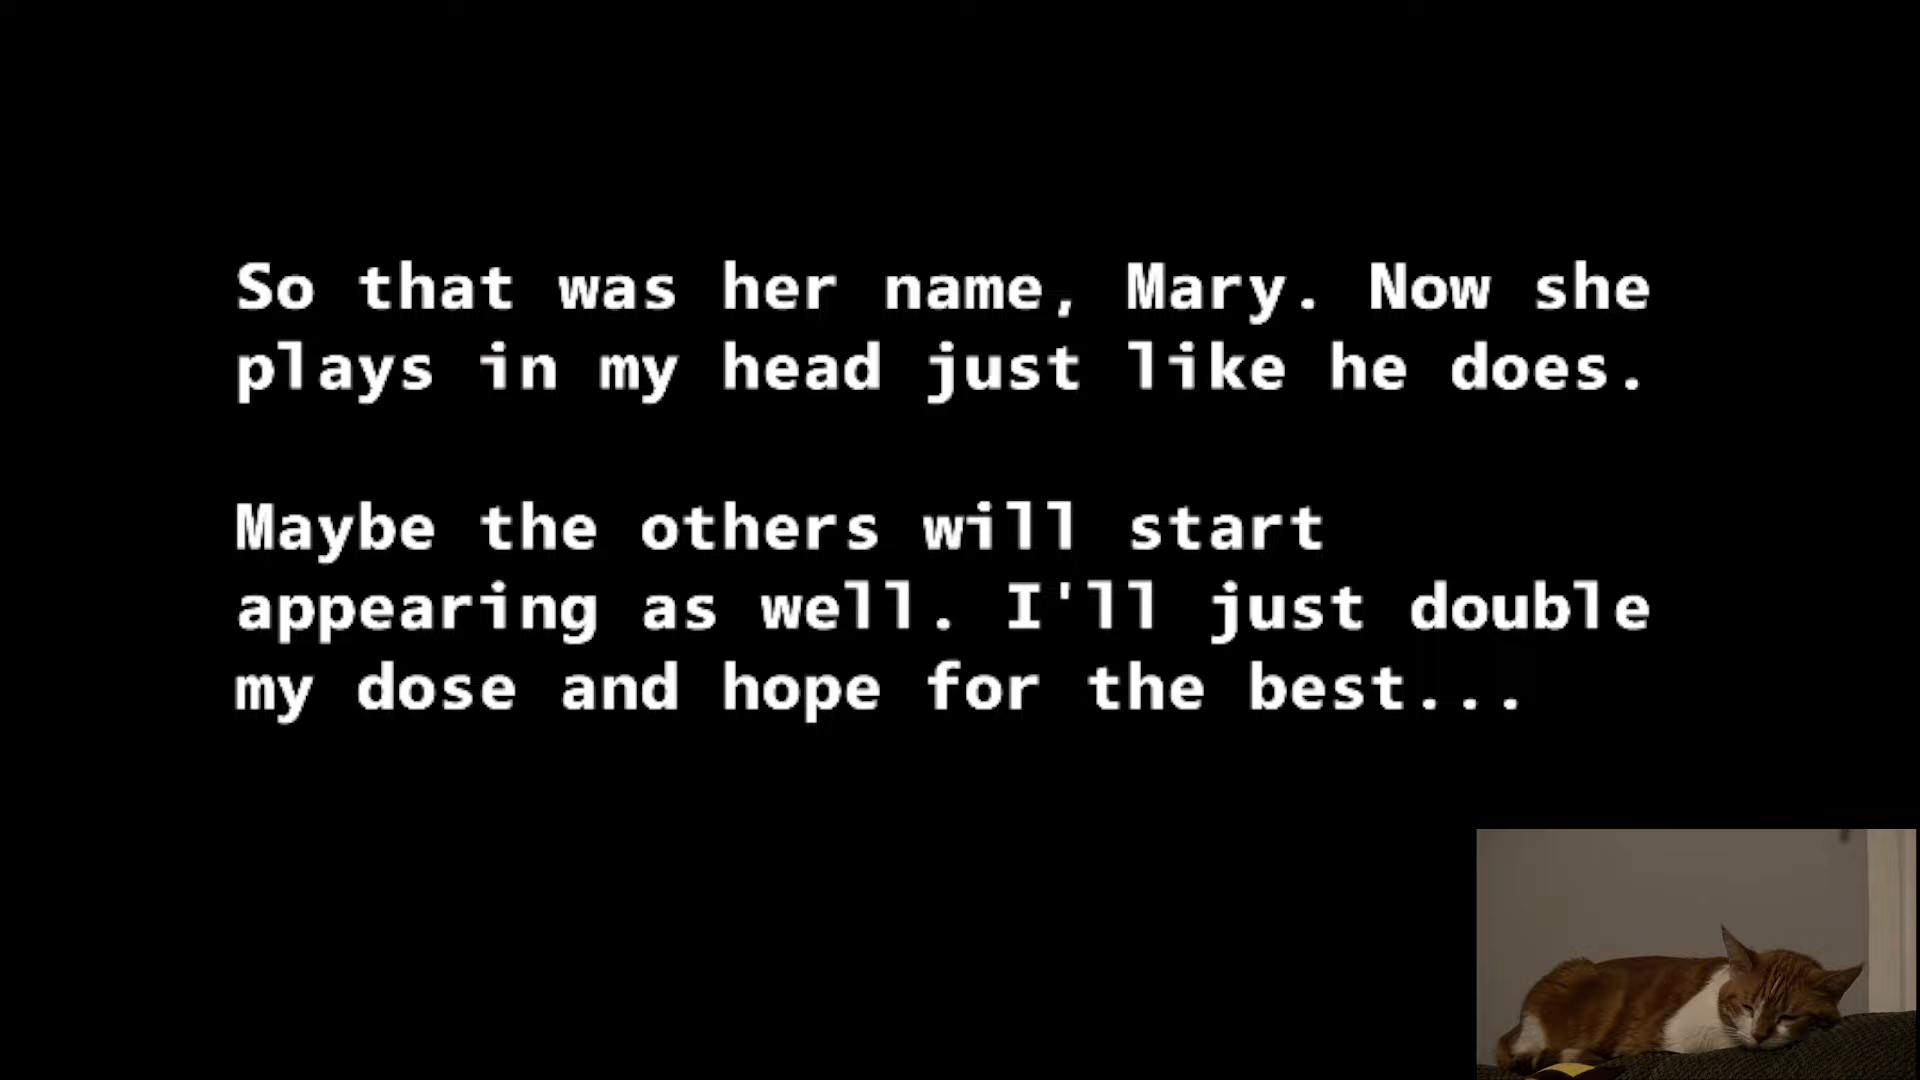 So that was her name, Mary. Now she
plays in my head just like he does.
Maybe the others will start
appearing as well. I'll just double
my dose and hope for the best...